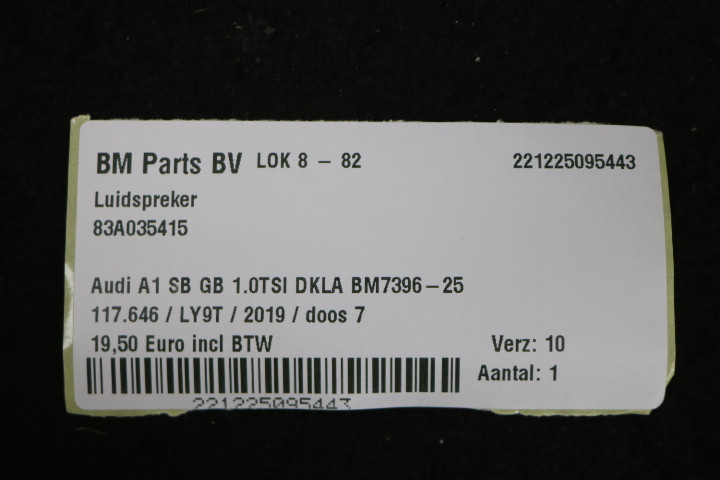 BM Parts BV LOK 8 - 82 221225095443
Luidspreker
83A035415
Audi A1 SB GB 1.0TSI DKLA BM7396-25
117.646 / LY9T / 2019 / doos 7
19,50 Euro incl BTW Verz: 10
Aantal: 1
221225095443